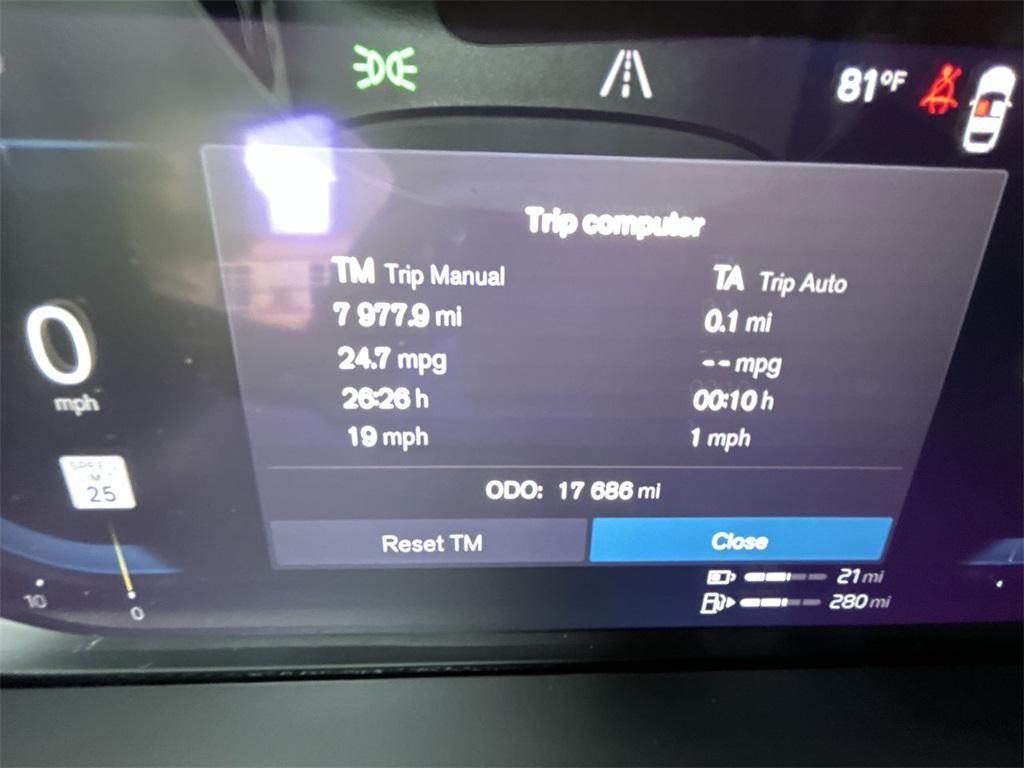 81°F
Trip computer
TM Trip Manual
TA Trip Auto
7 977.9 mi
0.1 mi
24.7 mpg
-- mpg
26:26 h
00:10 h
19 mph
1 mph
ODO: 17 686 mi
Reset TM
Close
0
mph
SPEED
LIMIT
25
10
0
21 mi
280 mi